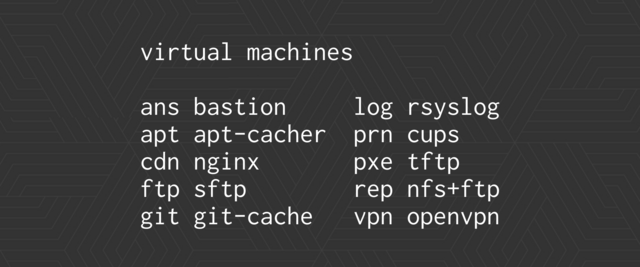 virtual machines
ans bastion log rsyslog
apt apt-cacher prn cups
cdn nginx pxe tftp
ftp sftp rep nfs+ftp
git git-cache vpn openvpn